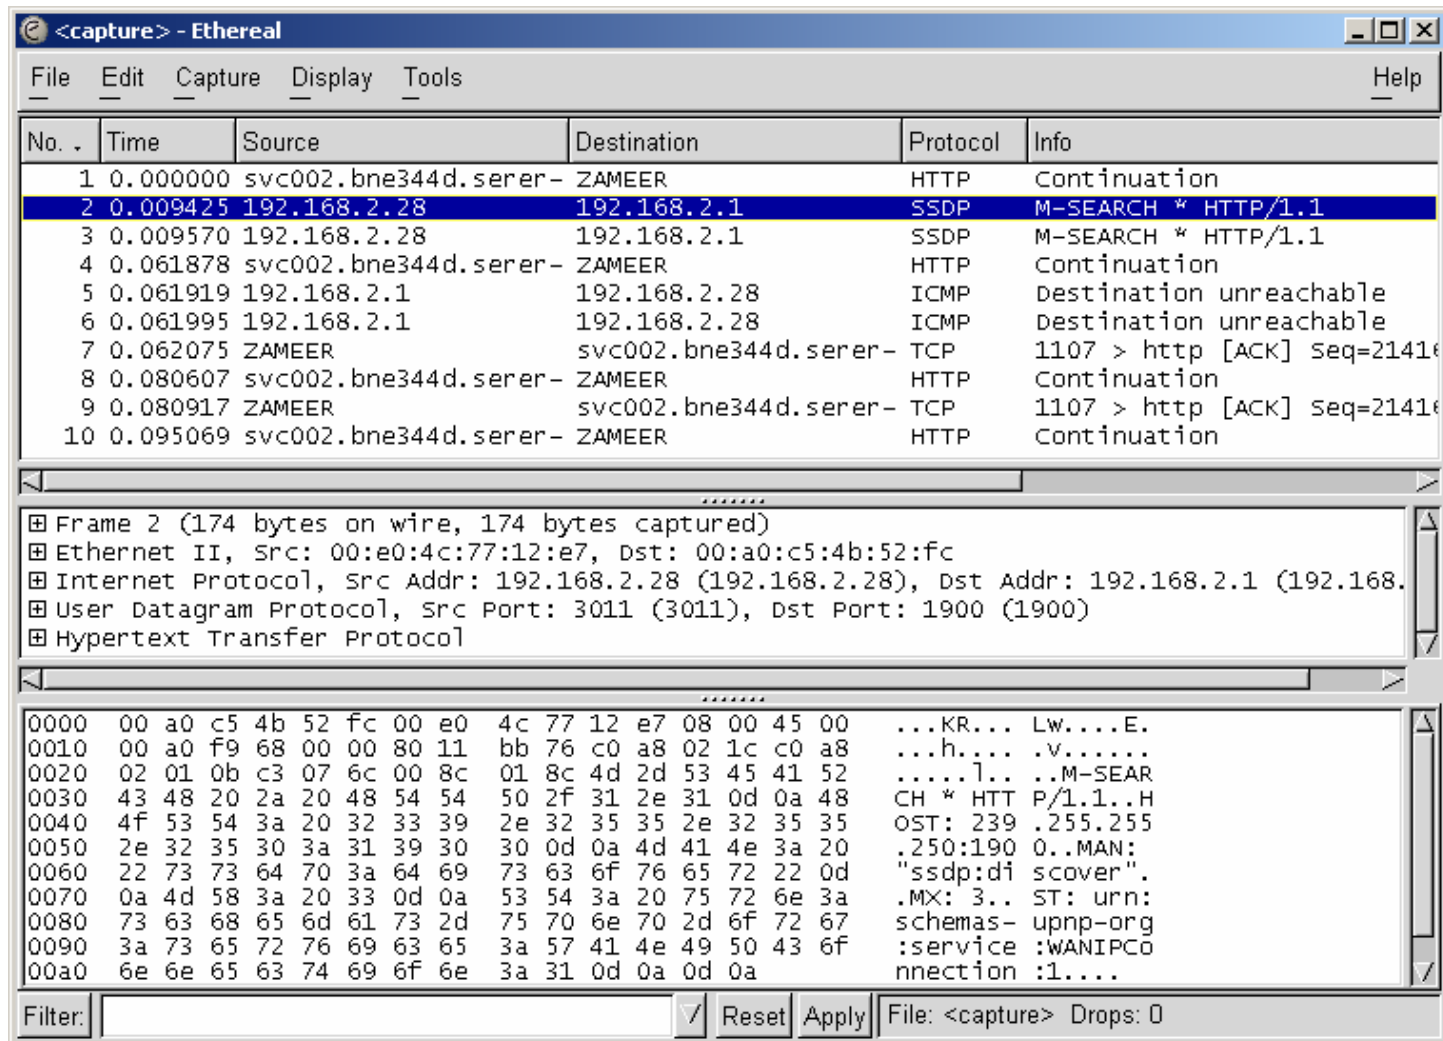 <capture> - Ethereal
File Edit Capture Display Tools Help
No. Time Source Destination Protocol Info
1 0.000000 svc002.bne344d.serer- ZAMEER HTTP Continuation
2 0.009425 192.168.2.28 192.168.2.1 SSDP M-SEARCH * HTTP/1.1
3 0.009570 192.168.2.28 192.168.2.1 SSDP M-SEARCH * HTTP/1.1
4 0.061878 svc002.bne344d.serer- ZAMEER HTTP Continuation
5 0.061919 192.168.2.1 192.168.2.28 ICMP Destination unreachable
6 0.061995 192.168.2.1 192.168.2.28 ICMP Destination unreachable
7 0.062075 ZAMEER svc002.bne344d.serer- TCP 1107 > http [ACK] Seq=21416
8 0.080607 svc002.bne344d.serer- ZAMEER HTTP Continuation
9 0.080917 ZAMEER svc002.bne344d.serer- TCP 1107 > http [ACK] Seq=21416
10 0.095069 svc002.bne344d.serer- ZAMEER HTTP Continuation
Frame 2 (174 bytes on wire, 174 bytes captured)
Ethernet II, Src: 00:e0:4c:77:12:e7, Dst: 00:a0:c5:4b:52:fc
Internet Protocol, Src Addr: 192.168.2.28 (192.168.2.28), Dst Addr: 192.168.2.1 (192.168.
User Datagram Protocol, Src Port: 3011 (3011), Dst Port: 1900 (1900)
Hypertext Transfer Protocol
0000 00 a0 c5 4b 52 fc 00 e0 4c 77 12 e7 08 00 45 00 ...KR... Lw....E.
0010 00 a0 f9 68 00 00 80 11 bb 76 c0 a8 02 1c c0 a8 ...h.... .v......
0020 02 01 0b c3 07 6c 00 8c 01 8c 4d 2d 53 45 41 52 .....l.. ..M-SEAR
0030 43 48 20 2a 20 48 54 54 50 2f 31 2e 31 0d 0a 48 CH * HTT P/1.1..H
0040 4f 53 54 3a 20 32 33 39 2e 32 35 35 2e 32 35 35 OST: 239 .255.255
0050 2e 32 35 30 3a 31 39 30 30 0d 0a 4d 41 4e 3a 20 .250:190 0..MAN:
0060 22 73 73 64 70 3a 64 69 73 63 6f 76 65 72 22 0d "ssdp:di scover".
0070 0a 4d 58 3a 20 33 0d 0a 53 54 3a 20 75 72 6e 3a .MX: 3.. ST: urn:
0080 73 63 68 65 6d 61 73 2d 75 70 6e 70 2d 6f 72 67 schemas- upnp-org
0090 3a 73 65 72 76 69 63 65 3a 57 41 4e 49 50 43 6f :service :WANIPCo
00a0 6e 6e 65 63 74 69 6f 6e 3a 31 0d 0a 0d 0a nnection :1....
Filter: Reset Apply File: <capture> Drops: 0